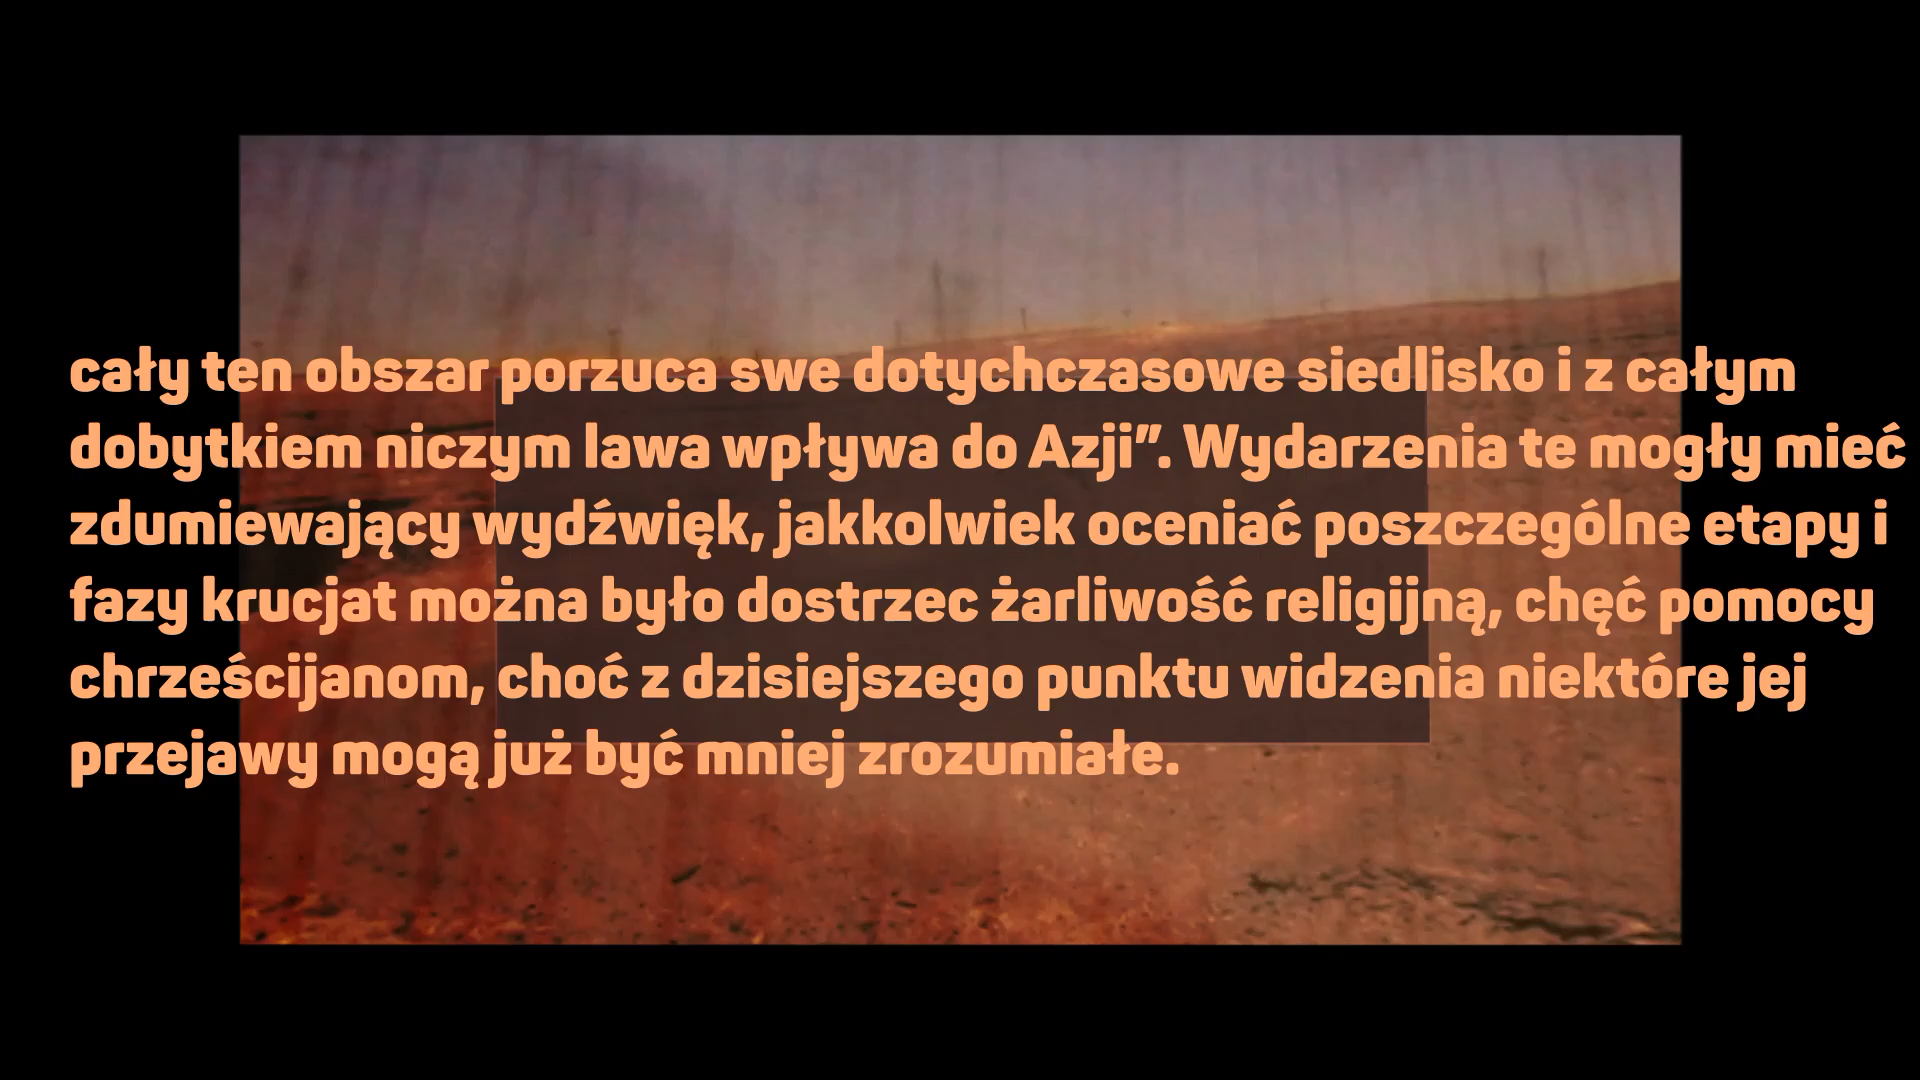 cały ten obszar porzuca swe dotychczasowe siedlisko i z całym
dobytkiem niczym lawa wpływa do Azji”. Wydarzenia te mogły mieć
zdumiewający wydźwięk, jakkolwiek oceniać poszczególne etapy i
fazy krucjat można było dostrzec żarliwość religijną, chęć pomocy
chrześcijanom, choć z dzisiejszego punktu widzenia niektóre jej
przejawy mogą już być mniej zrozumiałe.